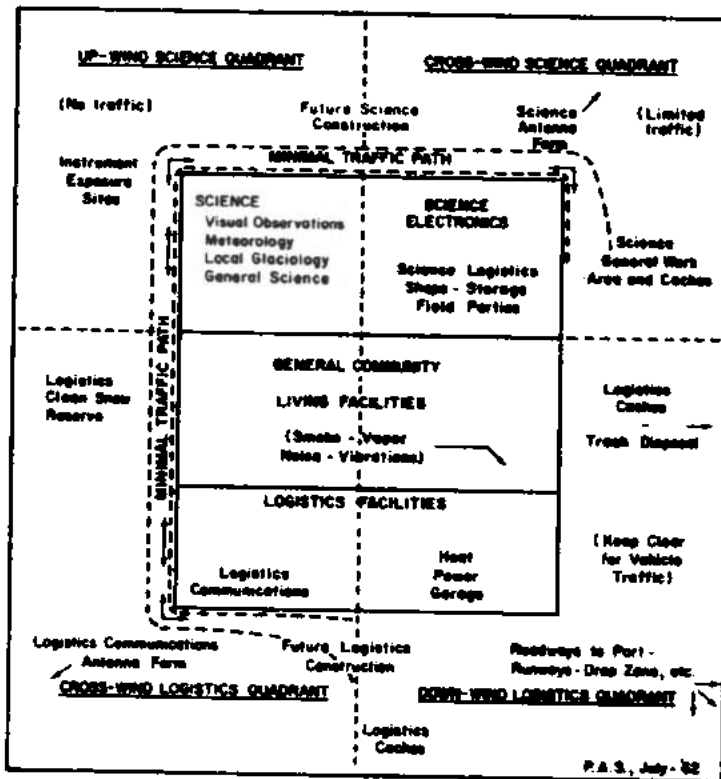 UP-WIND SCIENCE QUADRANT
CROSS-WIND SCIENCE QUADRANT
(No traffic)
Future Science
Construction
Science
Antenna
Farm
(Limited
traffic)
MINIMAL TRAFFIC PATH
Instrument
Exposure
Sites
SCIENCE
Visual Observations
Meteorology
Local Glaciology
General Science
SCIENCE
ELECTRONICS
Science Logistics
Shops - Storage
Field Parties
Science
General Work
Area and Caches
MINIMAL TRAFFIC PATH
Logistics
Clean Snow
Reserve
GENERAL COMMUNITY
LIVING FACILITIES
(Smoke - Vapor
Noise - Vibrations)
Logistics
Caches
Trash Disposal
LOGISTICS FACILITIES
Logistics
Communications
Heat
Power
Garage
(Keep Clear
for Vehicle
Traffic)
Logistics Communications
Antenna Farm
Future Logistics
Construction
Roadways to Port -
Runways - Drop Zone, etc.
CROSS-WIND LOGISTICS QUADRANT
DOWN-WIND LOGISTICS QUADRANT
Logistics
Caches
P.A.S., July - 62